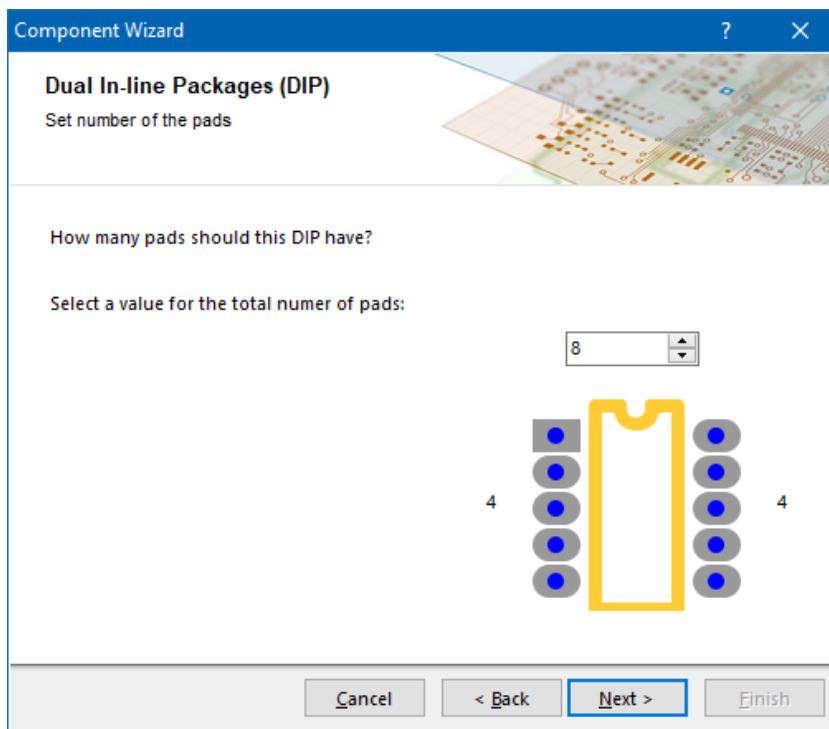 Component Wizard
?
Dual In-line Packages (DIP)
Set number of the pads
How many pads should this DIP have?
Select a value for the total numer of pads:
8
4
4
Cancel
< Back
Next >
Finish